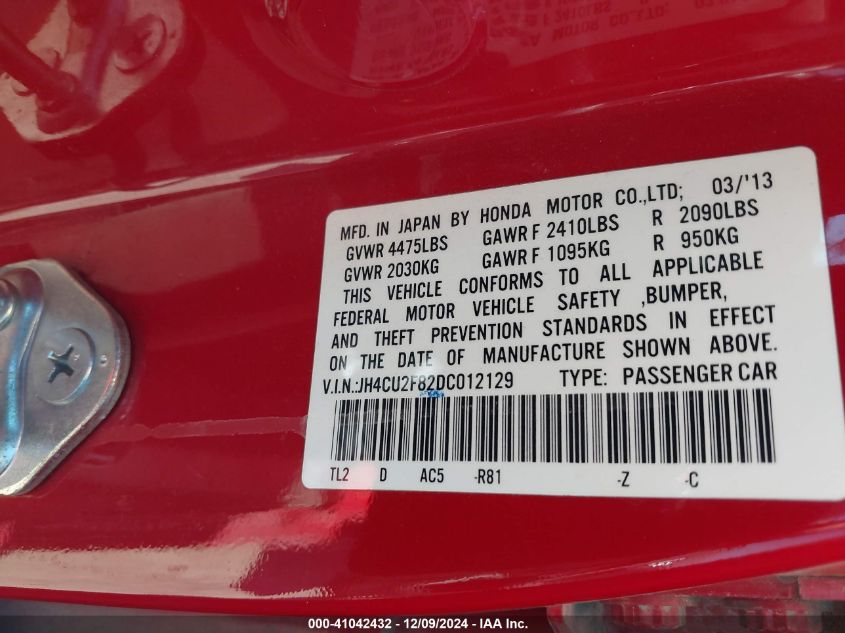 MFD. IN JAPAN BY HONDA MOTOR CO.,LTD; 03/'13
GVWR 4475LBS GAWR F 2410LBS R 2090LBS
GVWR 2030KG GAWR F 1095KG R 950KG
THIS VEHICLE CONFORMS TO ALL APPLICABLE
FEDERAL MOTOR VEHICLE SAFETY ,BUMPER,
AND THEFT PREVENTION STANDARDS IN EFFECT
ON THE DATE OF MANUFACTURE SHOWN ABOVE.
V.I.N.:JH4CU2F82DC012129 TYPE: PASSENGER CAR
TL2 D AC5 -R81 -Z -C
000-41042432 - 12/09/2024 - IAA Inc.